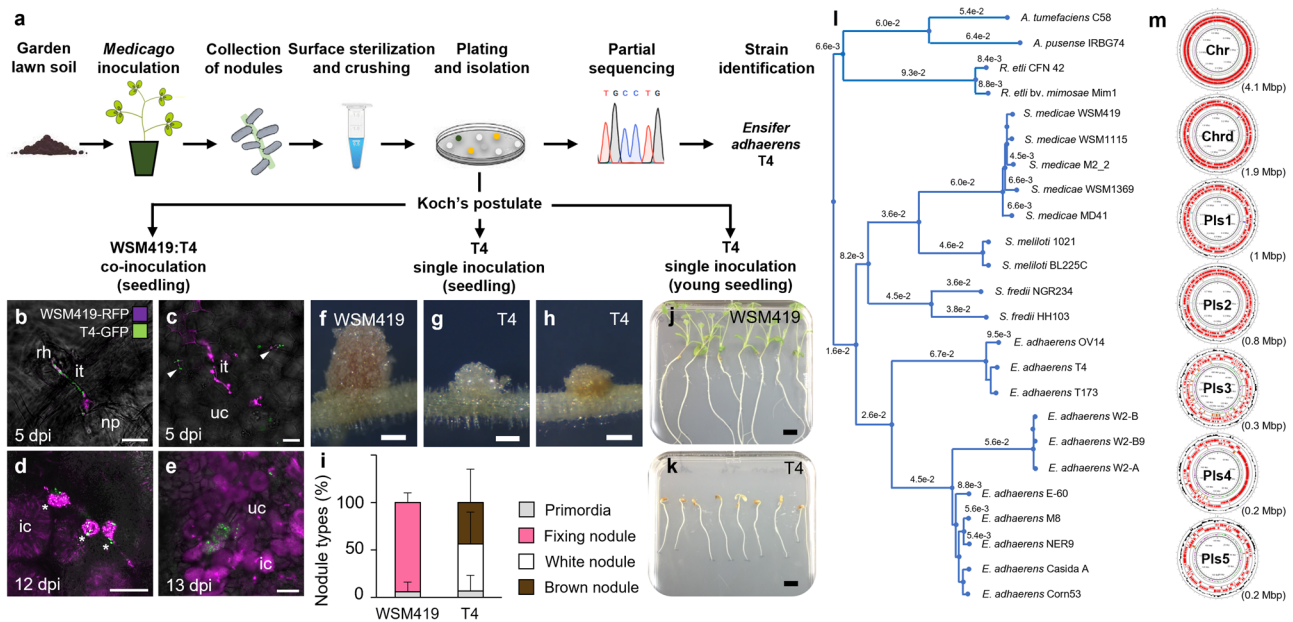 a
Garden
lawn soil
Medicago
inoculation
Collection
of nodules
Surface sterilization
and crushing
Plating
and isolation
Partial
sequencing
T G C C T G
Strain
identification
Ensifer
adhaerens
T4
Koch's postulate
WSM419:T4
co-inoculation
(seedling)
T4
single inoculation
(seedling)
T4
single inoculation
(young seedling)
b
WSM419-RFP
T4-GFP
rh
it
np
5 dpi
c
it
uc
5 dpi
d
ic
*
*
*
12 dpi
e
uc
ic
13 dpi
f
WSM419
g
T4
h
T4
i
Nodule types (%)
100
50
0
WSM419
T4
Primordia
Fixing nodule
White nodule
Brown nodule
j
WSM419
k
T4
l
5.4e-2
A. tumefaciens C58
6.0e-2
6.4e-2
A. pusense IRBG74
6.6e-3
8.4e-3
R. etli CFN 42
9.3e-2
8.8e-3
R. etli bv. mimosae Mim1
S. medicae WSM419
S. medicae WSM1115
4.5e-3
S. medicae M2_2
6.0e-2
6.6e-3
S. medicae WSM1369
6.6e-3
S. medicae MD41
3.6e-2
S. meliloti 1021
4.6e-2
S. meliloti BL225C
8.2e-3
3.6e-2
S. fredii NGR234
4.5e-2
3.8e-2
S. fredii HH103
1.6e-2
9.5e-3
E. adhaerens OV14
6.7e-2
E. adhaerens T4
E. adhaerens T173
2.6e-2
E. adhaerens W2-B
5.6e-2
E. adhaerens W2-B9
E. adhaerens W2-A
4.5e-2
8.8e-3
E. adhaerens E-60
5.6e-3
E. adhaerens M8
5.4e-3
E. adhaerens NER9
E. adhaerens Casida A
E. adhaerens Corn53
m
Chr
(4.1 Mbp)
Chrd
(1.9 Mbp)
Pls1
(1 Mbp)
Pls2
(0.8 Mbp)
Pls3
(0.3 Mbp)
Pls4
(0.2 Mbp)
Pls5
(0.2 Mbp)